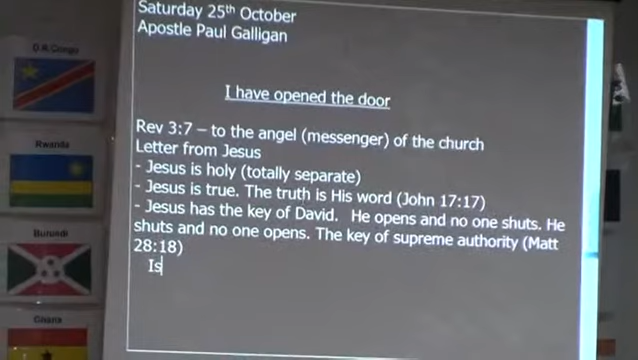 Saturday 25th October
Apostle Paul Galligan
I have opened the door
Rev 3:7 – to the angel (messenger) of the church
Letter from Jesus
- Jesus is holy (totally separate)
- Jesus is true. The truth is His word (John 17:17)
- Jesus has the key of David. He opens and no one shuts. He
shuts and no one opens. The key of supreme authority (Matt
28:18)
Is
D.R.Congo
Rwanda
Burundi
Ghana